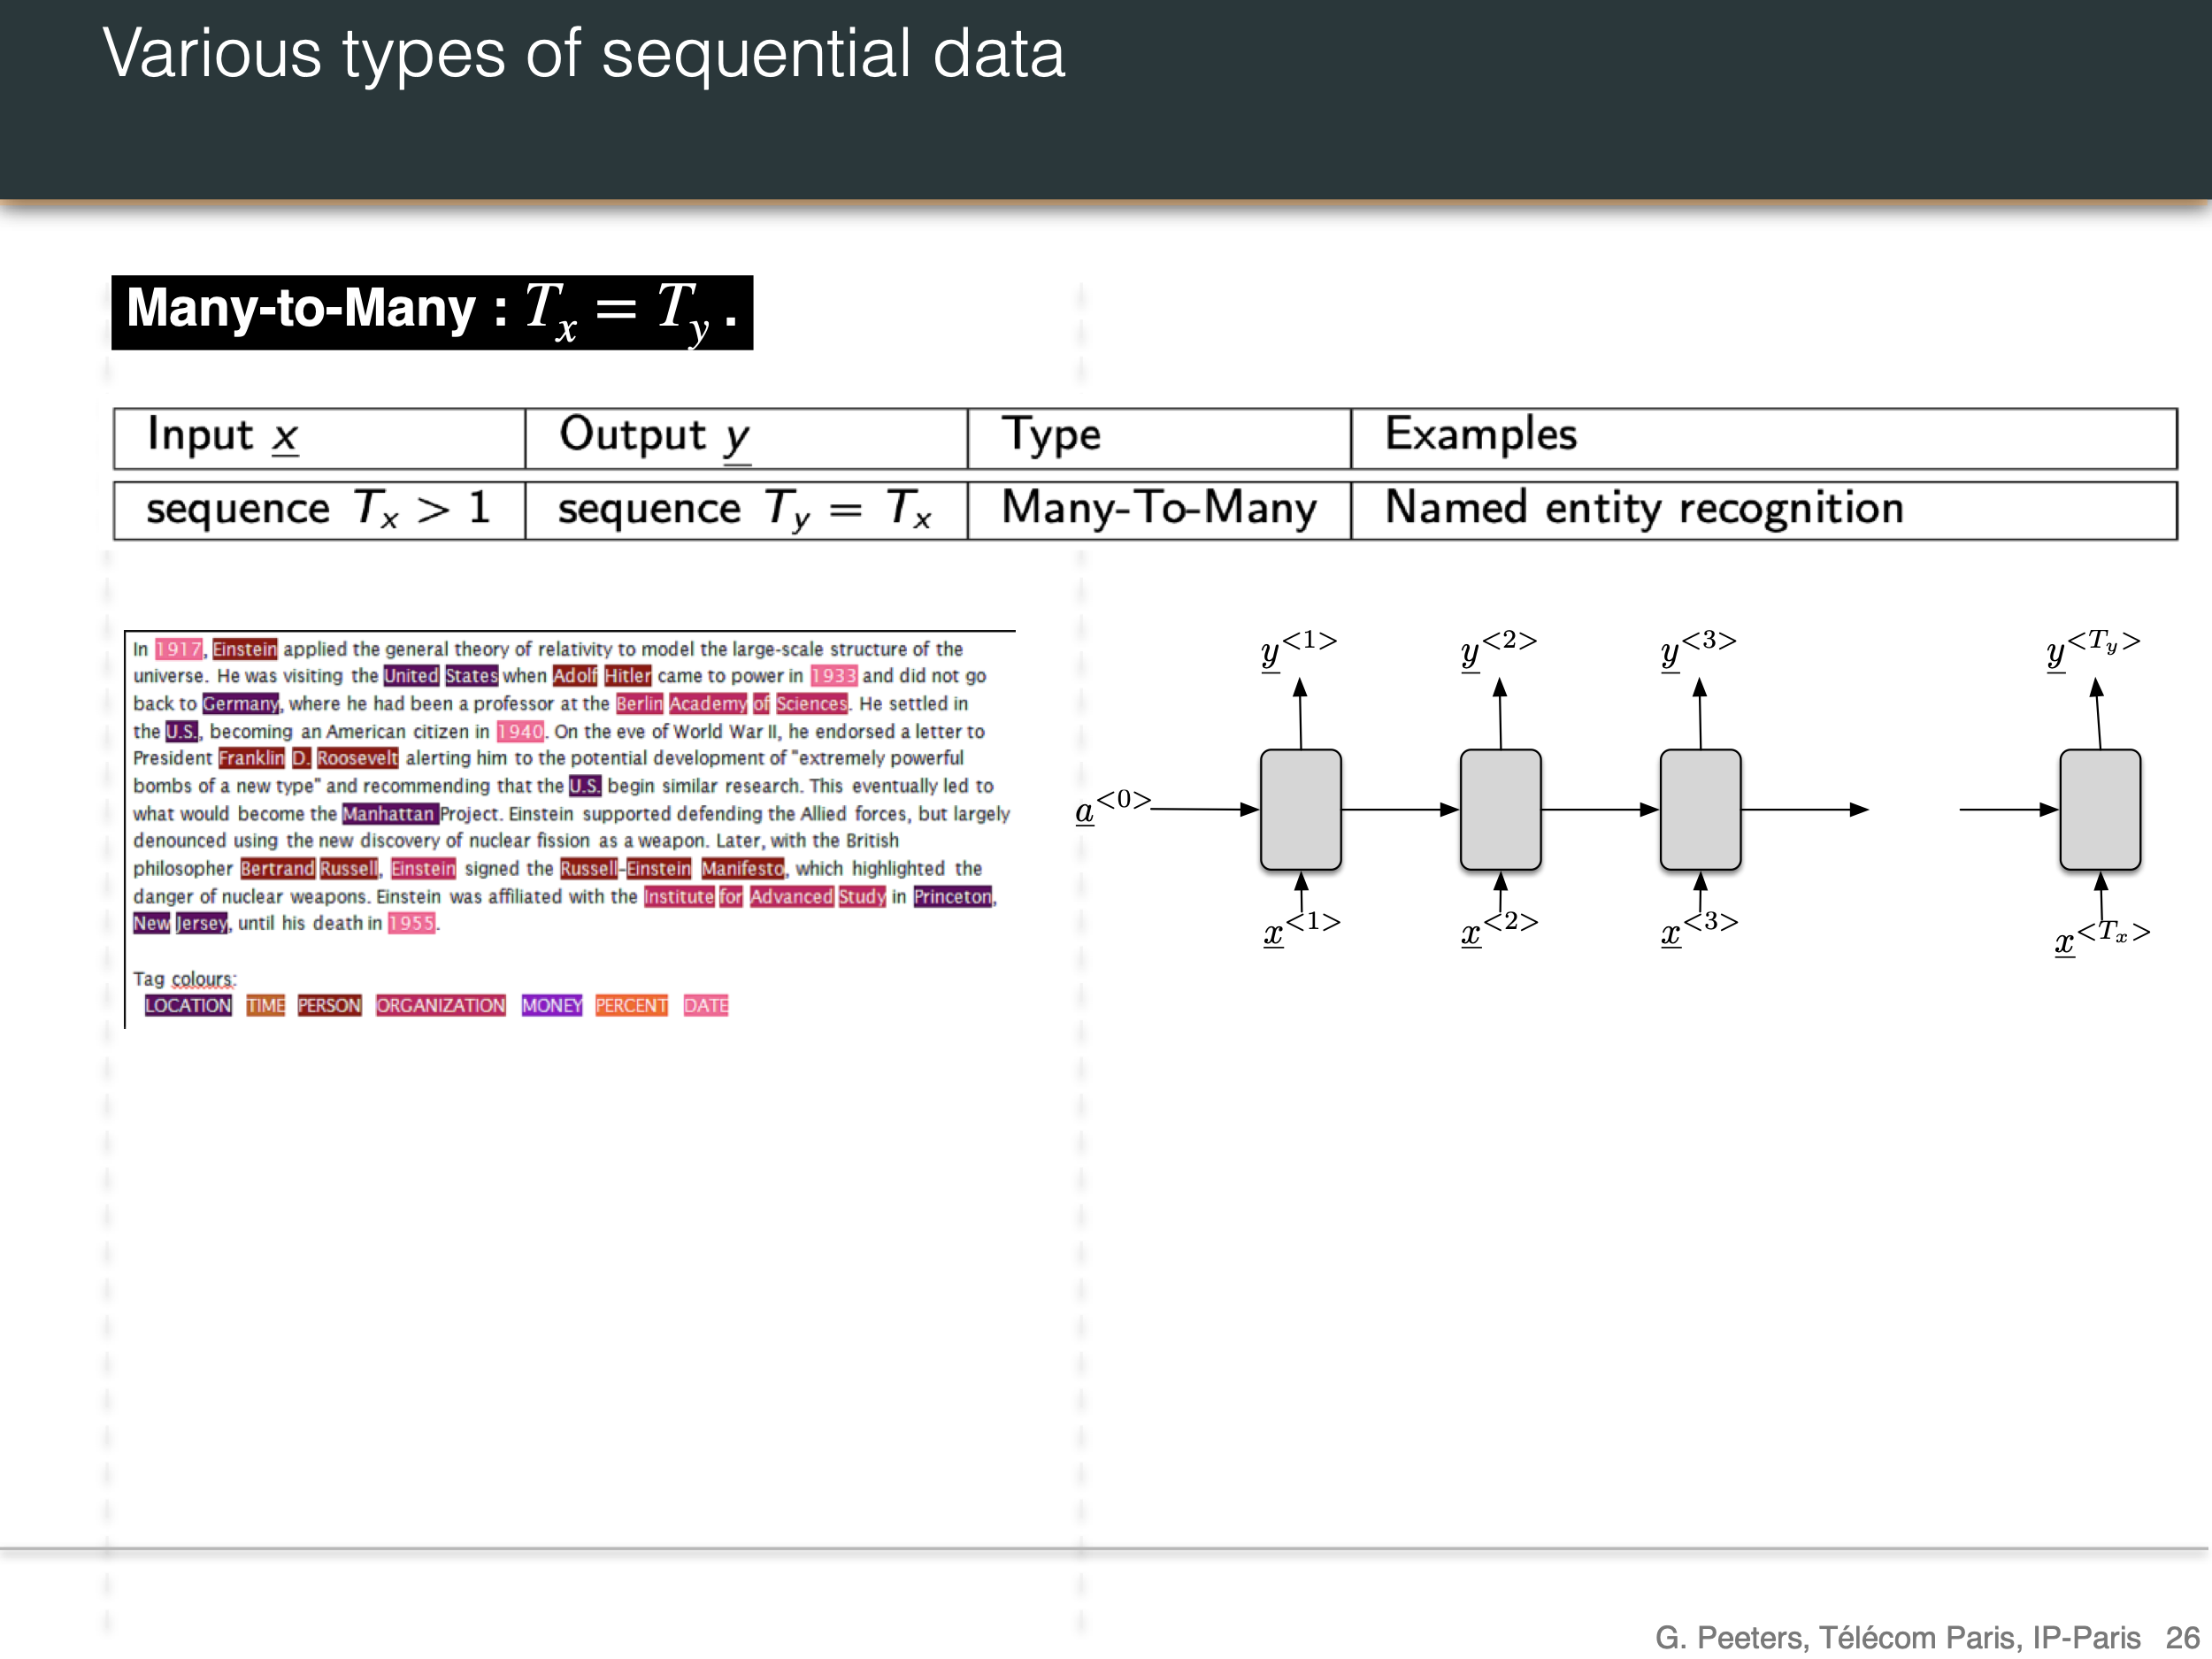 Various types of sequential data
Many-to-Many : T_x = T_y .
Input x Output y Type Examples
sequence T_x > 1 sequence T_y = T_x Many-To-Many Named entity recognition
In 1917, Einstein applied the general theory of relativity to model the large-scale structure of the
universe. He was visiting the United States when Adolf Hitler came to power in 1933 and did not go
back to Germany, where he had been a professor at the Berlin Academy of Sciences. He settled in
the U.S., becoming an American citizen in 1940. On the eve of World War II, he endorsed a letter to
President Franklin D. Roosevelt alerting him to the potential development of "extremely powerful
bombs of a new type" and recommending that the U.S. begin similar research. This eventually led to
what would become the Manhattan Project. Einstein supported defending the Allied forces, but largely
denounced using the new discovery of nuclear fission as a weapon. Later, with the British
philosopher Bertrand Russell, Einstein signed the Russell-Einstein Manifesto, which highlighted the
danger of nuclear weapons. Einstein was affiliated with the Institute for Advanced Study in Princeton,
New Jersey, until his death in 1955.
Tag colours:
LOCATION TIME PERSON ORGANIZATION MONEY PERCENT DATE
y<1> y<2> y<3> y<T_y>
a<0>
x<1> x<2> x<3> x<T_x>
G. Peeters, Télécom Paris, IP-Paris 26